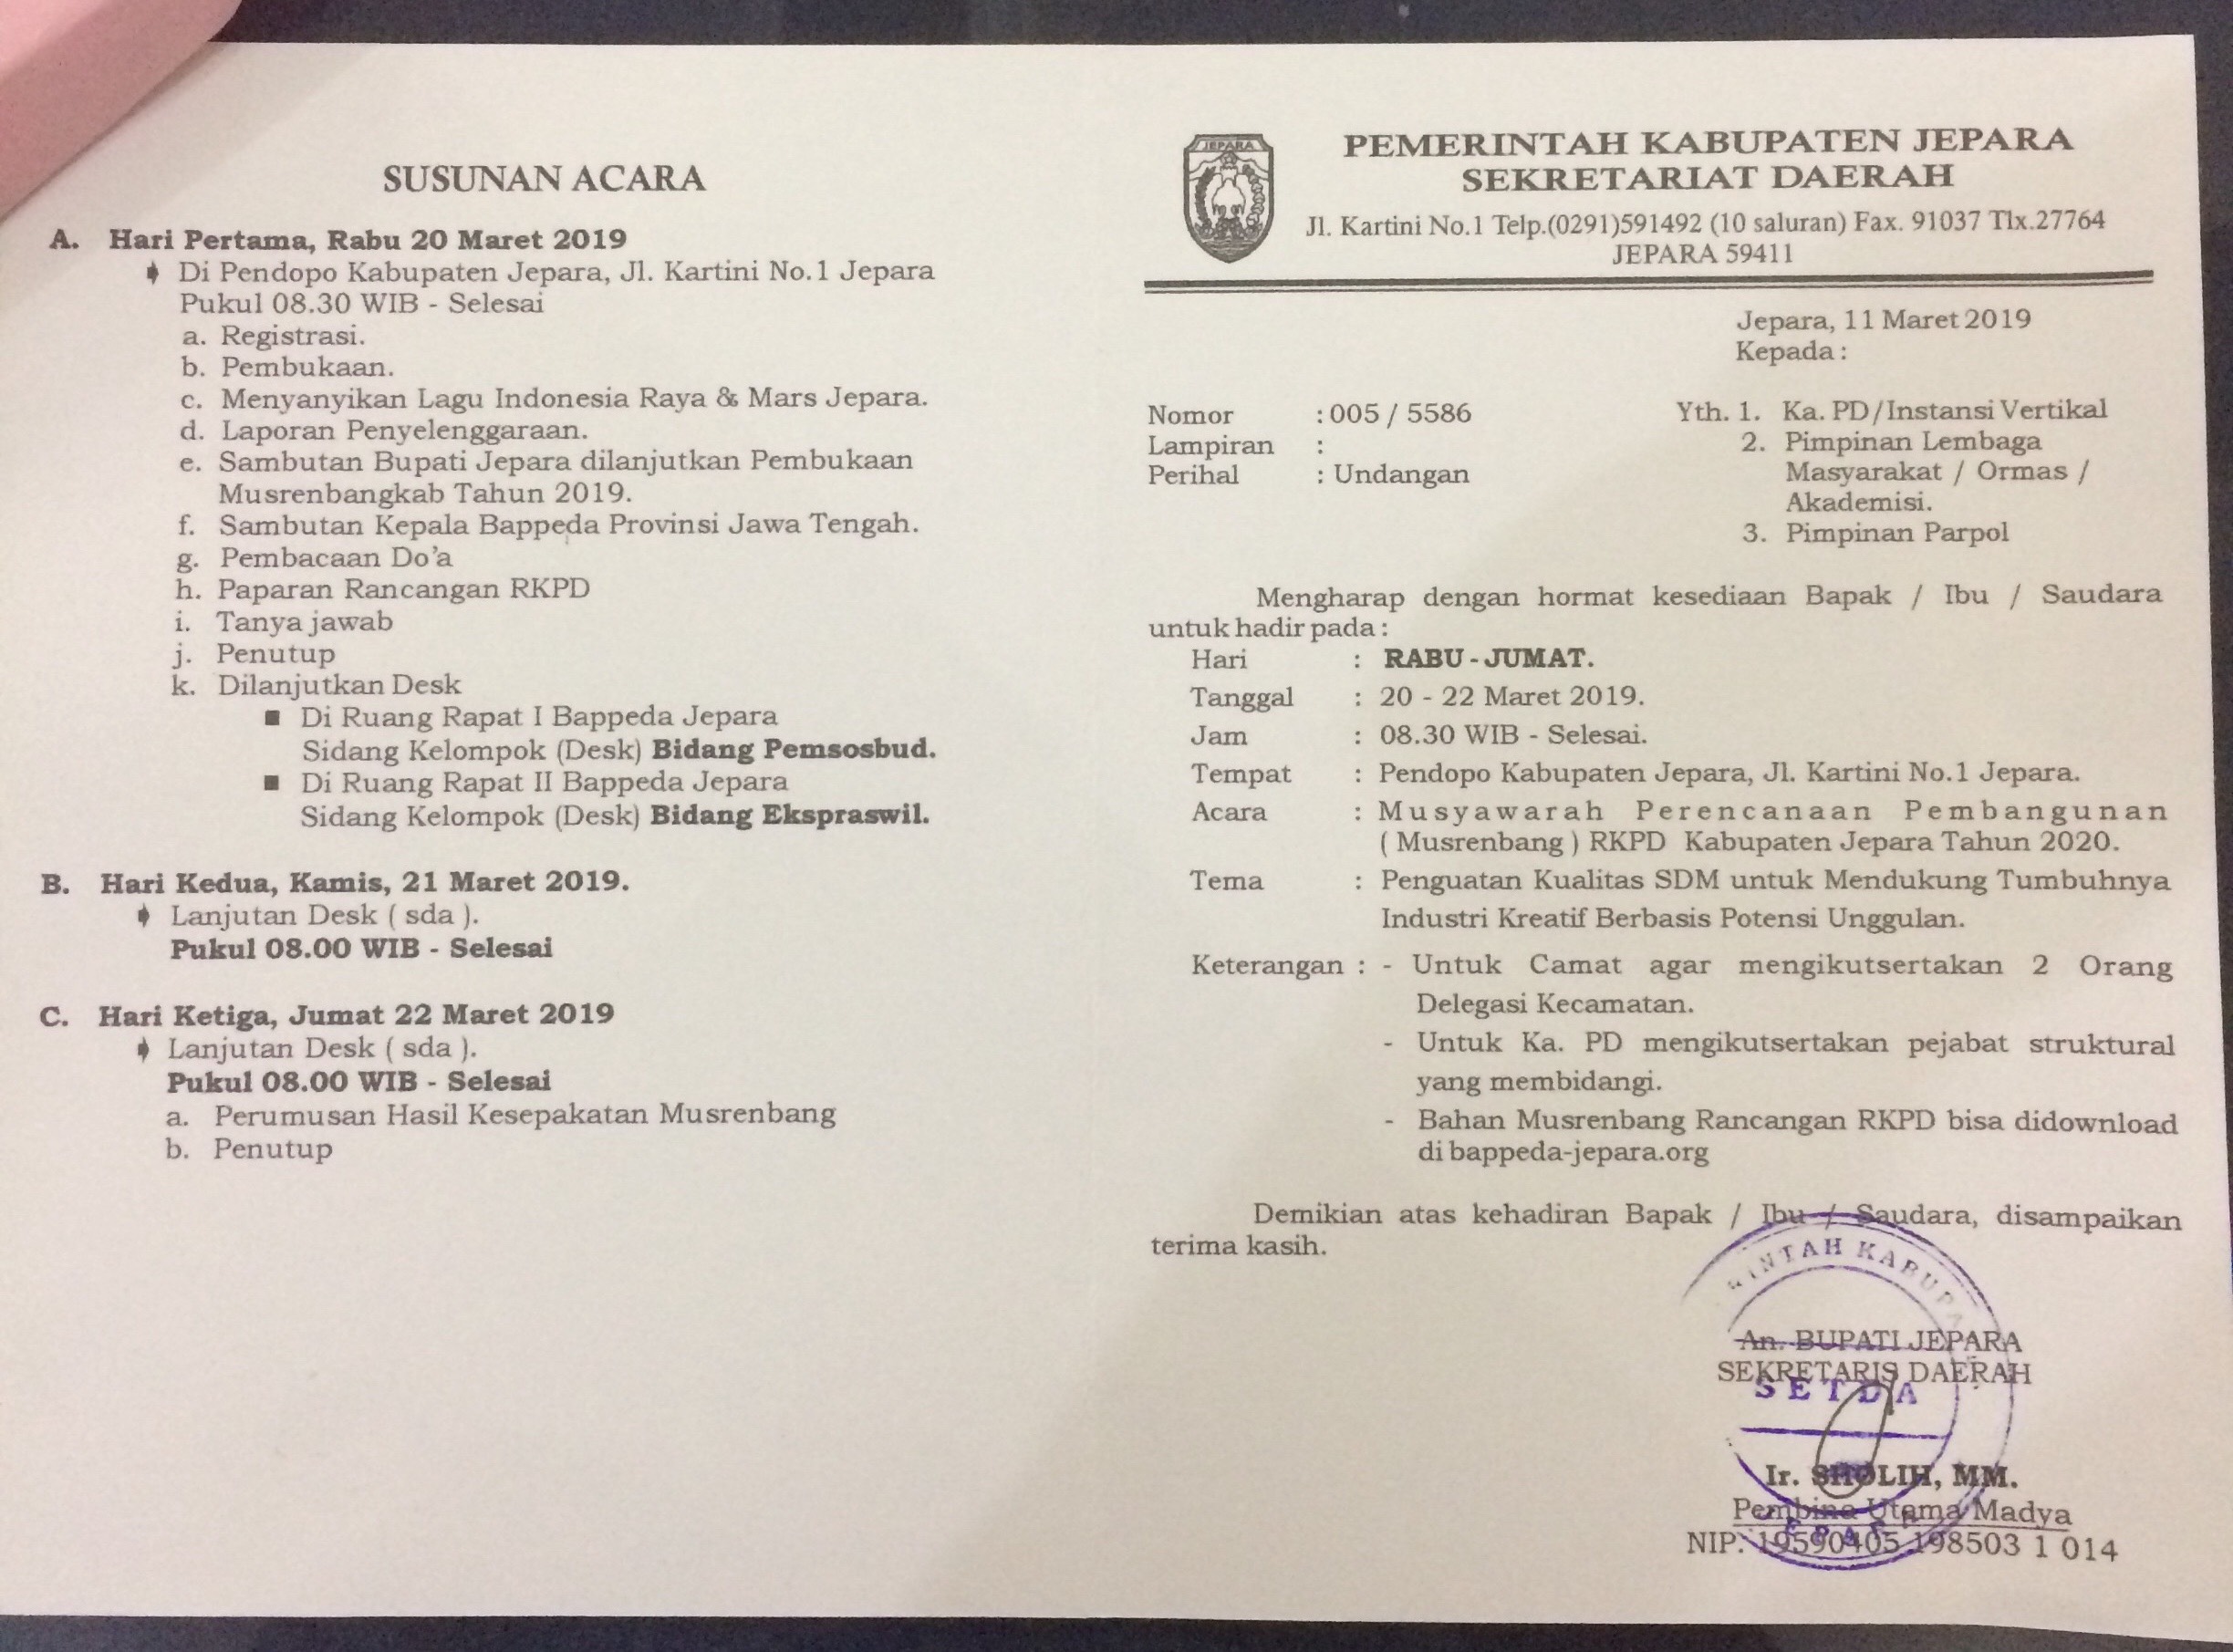 SUSUNAN ACARA
A. Hari Pertama, Rabu 20 Maret 2019
Di Pendopo Kabupaten Jepara, Jl. Kartini No.1 Jepara
Pukul 08.30 WIB - Selesai
a. Registrasi.
b. Pembukaan.
c. Menyanyikan Lagu Indonesia Raya & Mars Jepara.
d. Laporan Penyelenggaraan.
e. Sambutan Bupati Jepara dilanjutkan Pembukaan
Musrenbangkab Tahun 2019.
f. Sambutan Kepala Bappeda Provinsi Jawa Tengah.
g. Pembacaan Do'a
h. Paparan Rancangan RKPD
i. Tanya jawab
j. Penutup
k. Dilanjutkan Desk
■ Di Ruang Rapat I Bappeda Jepara
Sidang Kelompok (Desk) Bidang Pemsosbud.
■ Di Ruang Rapat II Bappeda Jepara
Sidang Kelompok (Desk) Bidang Ekspraswil.
B. Hari Kedua, Kamis, 21 Maret 2019.
Lanjutan Desk ( sda ).
Pukul 08.00 WIB - Selesai
C. Hari Ketiga, Jumat 22 Maret 2019
Lanjutan Desk ( sda ).
Pukul 08.00 WIB - Selesai
a. Perumusan Hasil Kesepakatan Musrenbang
b. Penutup
JEPARA
PEMERINTAH KABUPATEN JEPARA
SEKRETARIAT DAERAH
Jl. Kartini No.1 Telp.(0291)591492 (10 saluran) Fax. 91037 Tlx.27764
JEPARA 59411
Jepara, 11 Maret 2019
Kepada :
Nomor : 005 / 5586
Lampiran :
Perihal : Undangan
Yth. 1. Ka. PD/Instansi Vertikal
2. Pimpinan Lembaga
Masyarakat / Ormas /
Akademisi.
3. Pimpinan Parpol
Mengharap dengan hormat kesediaan Bapak / Ibu / Saudara
untuk hadir pada :
Hari : RABU - JUMAT.
Tanggal : 20 - 22 Maret 2019.
Jam : 08.30 WIB - Selesai.
Tempat : Pendopo Kabupaten Jepara, Jl. Kartini No.1 Jepara.
Acara : Musyawarah Perencanaan Pembangunan
( Musrenbang ) RKPD Kabupaten Jepara Tahun 2020.
Tema : Penguatan Kualitas SDM untuk Mendukung Tumbuhnya
Industri Kreatif Berbasis Potensi Unggulan.
Keterangan : - Untuk Camat agar mengikutsertakan 2 Orang
Delegasi Kecamatan.
- Untuk Ka. PD mengikutsertakan pejabat struktural
yang membidangi.
- Bahan Musrenbang Rancangan RKPD bisa didownload
di bappeda-jepara.org
Demikian atas kehadiran Bapak / Ibu / Saudara, disampaikan
terima kasih.
An. BUPATI JEPARA
SEKRETARIS DAERAH
SETDA
Ir. SHOLIH, MM.
Pembina Utama Madya
NIP. 19590405 198503 1 014